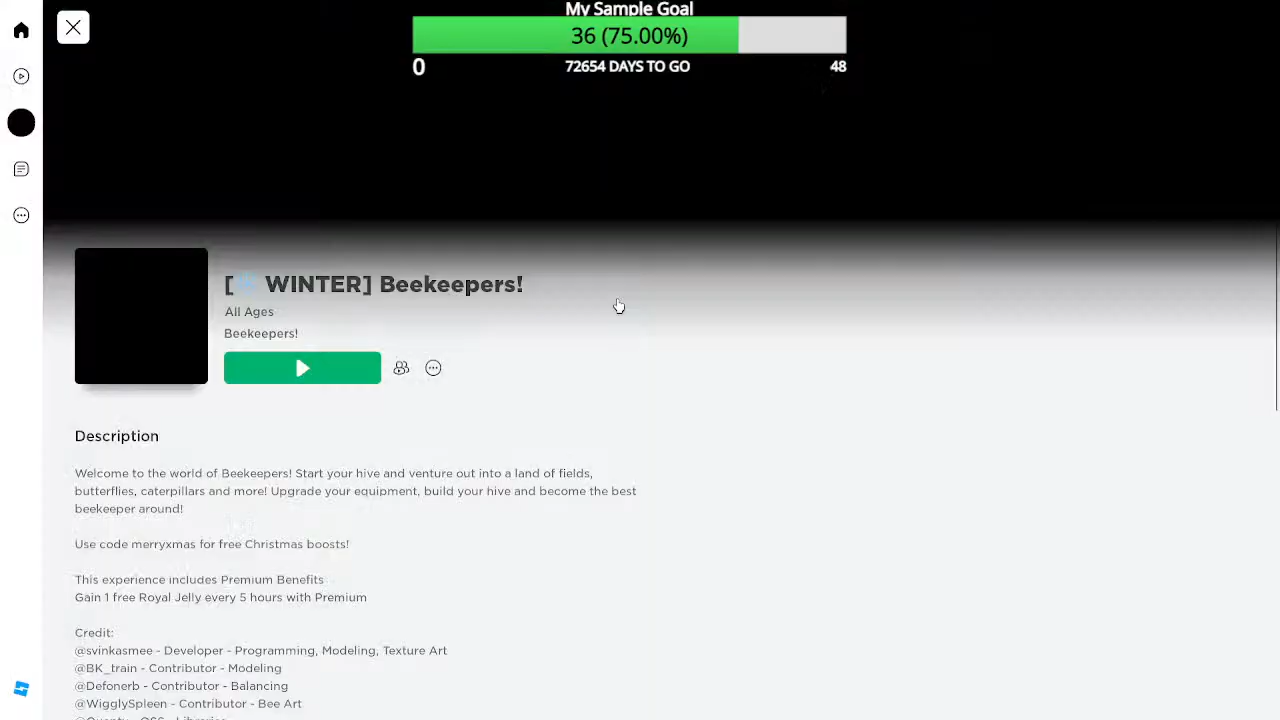 My Sample Goal
36 (75.00%)
0 72654 DAYS TO GO 48
[❄️ WINTER] Beekeepers!
All Ages
Beekeepers!
Description
Welcome to the world of Beekeepers! Start your hive and venture out into a land of fields,
butterflies, caterpillars and more! Upgrade your equipment, build your hive and become the best
beekeeper around!
Use code merryxmas for free Christmas boosts!
This experience includes Premium Benefits
Gain 1 free Royal Jelly every 5 hours with Premium
Credit:
@svinkasmee - Developer - Programming, Modeling, Texture Art
@BK_train - Contributor - Modeling
@Defonerb - Contributor - Balancing
@WigglySpleen - Contributor - Bee Art